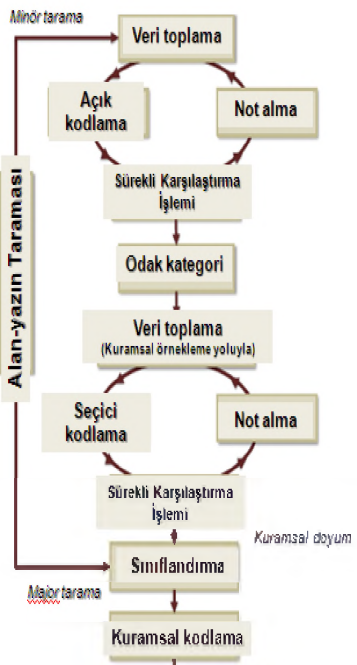 Minör tarama
Veri toplama
Açık
kodlama
Not alma
Sürekli Karşılaştırma
İşlemi
Alan-yazın Taraması
Odak kategori
Veri toplama
(Kuramsal örnekleme yoluyla)
Seçici
kodlama
Not alma
Sürekli Karşılaştırma
İşlemi
Kuramsal doyum
Sınıflandırma
Major tarama
Kuramsal kodlama